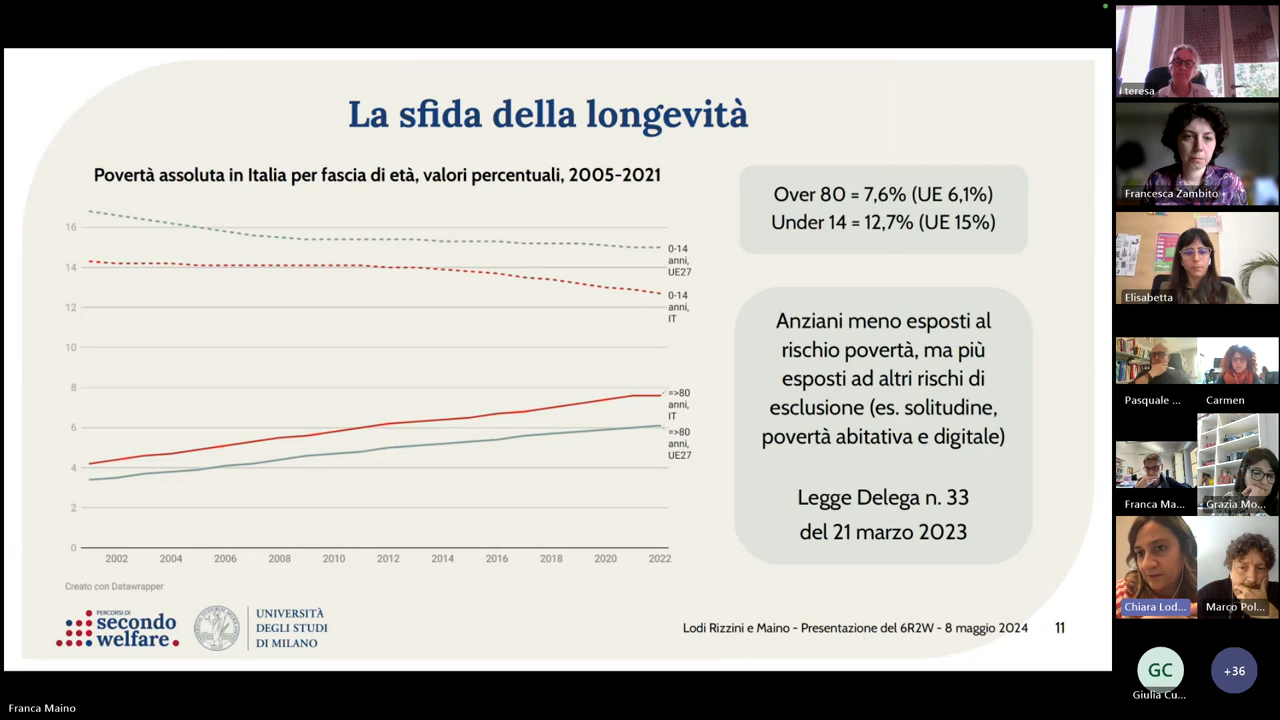 La sfida della longevità
Povertà assoluta in Italia per fascia di età, valori percentuali, 2005-2021
16
14
12
10
8
6
4
2
0
2002 2004 2006 2008 2010 2012 2014 2016 2018 2020 2022
0-14
anni,
UE27
0-14
anni,
IT
=>80
anni,
IT
=>80
anni,
UE27
Creato con Datawrapper
Over 80 = 7,6% (UE 6,1%)
Under 14 = 12,7% (UE 15%)
Anziani meno esposti al
rischio povertà, ma più
esposti ad altri rischi di
esclusione (es. solitudine,
povertà abitativa e digitale)
Legge Delega n. 33
del 21 marzo 2023
PERCORSI DI
secondo
welfare.
UNIVERSITÀ
DEGLI STUDI
DI MILANO
Lodi Rizzini e Maino - Presentazione del 6R2W - 8 maggio 2024 11
Franca Maino
teresa
Francesca Zambito
Elisabetta
Pasquale ... Carmen
Franca Ma... Grazia Mo...
Chiara Lod... Marco Pol...
GC +36
Giulia Cu...